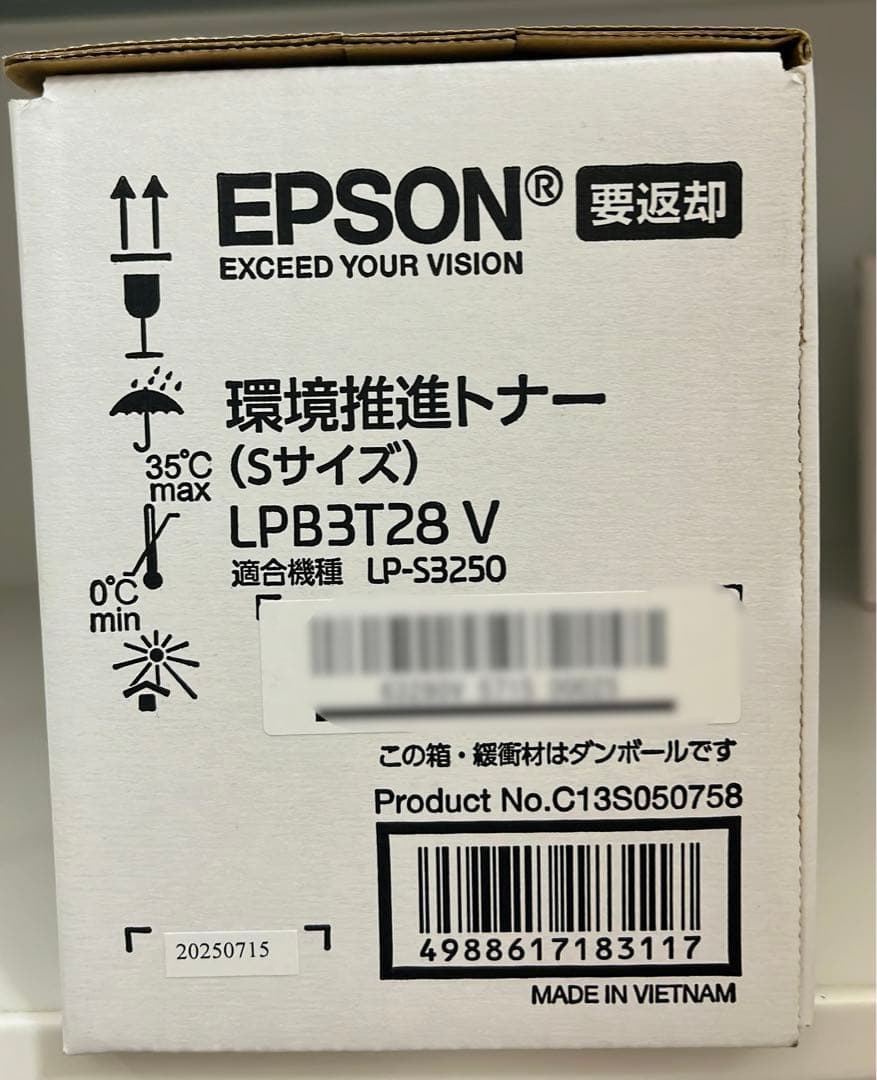 EPSON® 要返却
EXCEED YOUR VISION
環境推進トナー
(Sサイズ)
35℃
max
LPB3T28 V
適合機種 LP-S3250
0℃
min
この箱・緩衝材はダンボールです
Product No.C13S050758
4988617183117
20250715
MADE IN VIETNAM